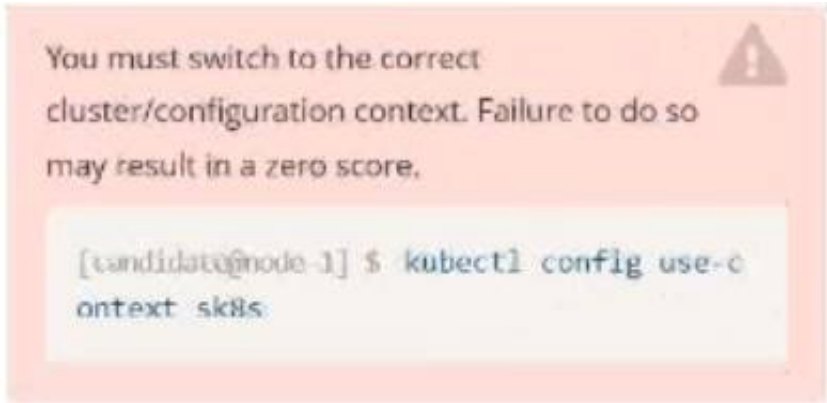 You must switch to the correct
cluster/configuration context. Failure to do so
may result in a zero score.
[candidate@node-1] $ kubectl config use-c
ontext sk8s